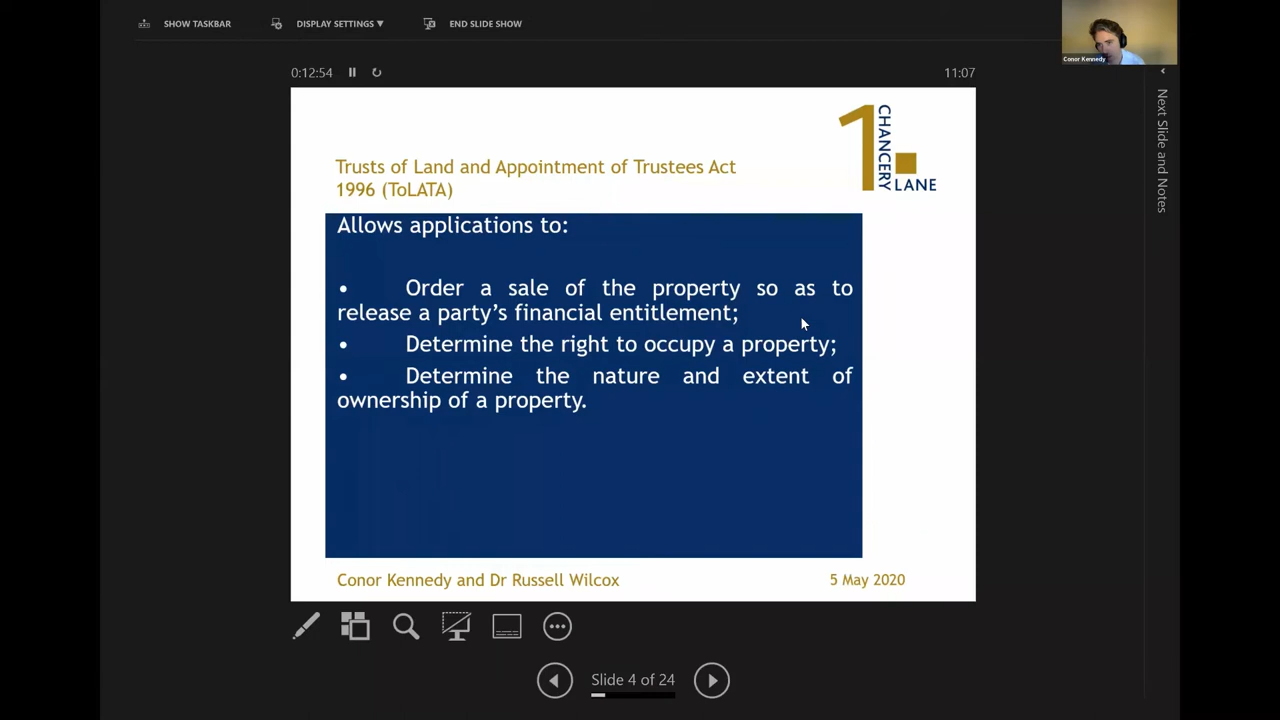 SHOW TASKBAR
DISPLAY SETTINGS ▼
END SLIDE SHOW
Conor Kennedy
0:12:54
11:07
Next Slide and Notes
1 CHANCERY LANE
Trusts of Land and Appointment of Trustees Act
1996 (ToLATA)
Allows applications to:
• Order a sale of the property so as to
release a party's financial entitlement;
• Determine the right to occupy a property;
• Determine the nature and extent of
ownership of a property.
Conor Kennedy and Dr Russell Wilcox
5 May 2020
Slide 4 of 24